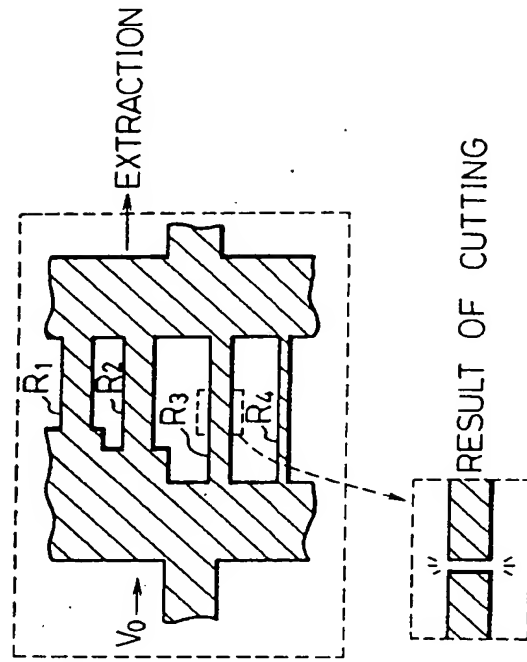 V₀ → EXTRACTION
R₁
R₂
R₃
R₄
RESULT OF CUTTING